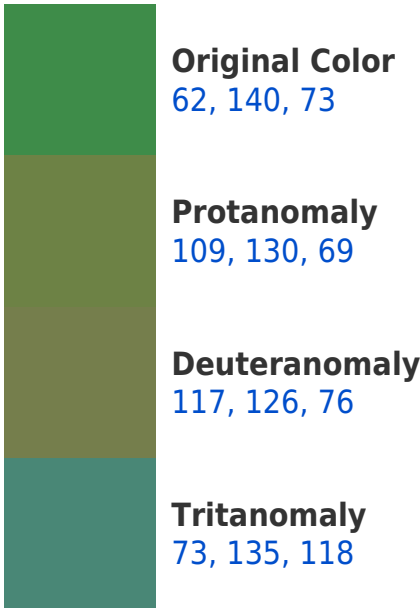 Original Color
62, 140, 73
Protanomaly
109, 130, 69
Deuteranomaly
117, 126, 76
Tritanomaly
73, 135, 118